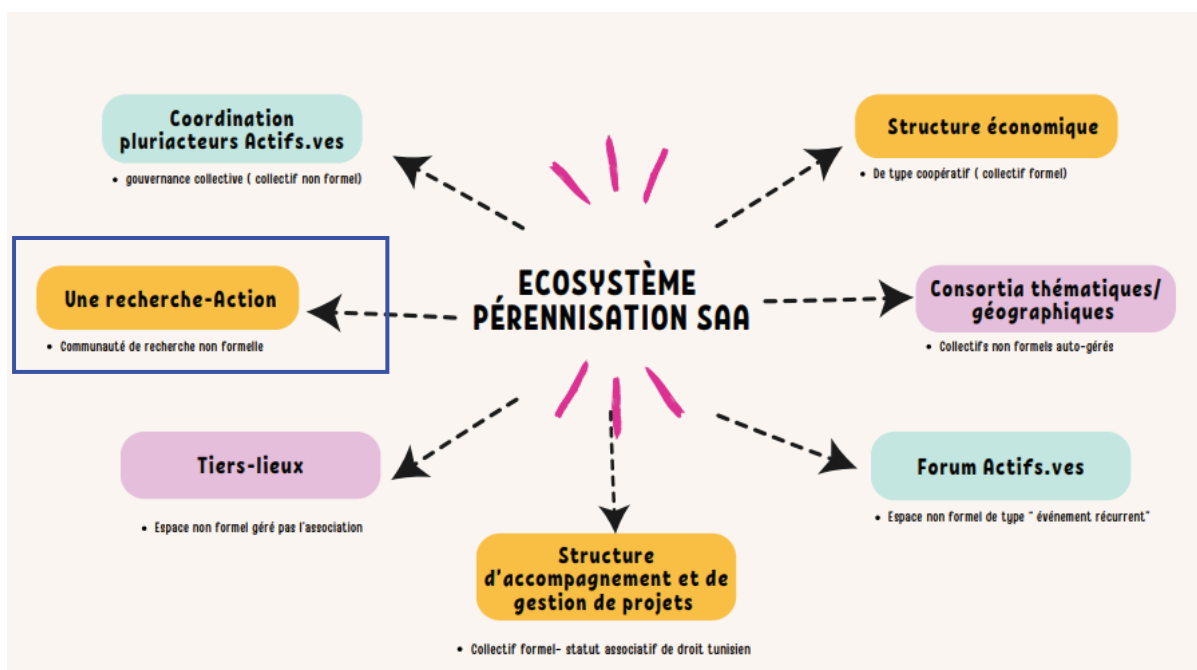 Coordination
pluriacteurs Actifs.ves
• gouvernance collective ( collectif non formel)
Structure économique
• De type coopératif ( collectif formel)
Une recherche-Action
• Communauté de recherche non formelle
ECOSYSTÈME
PÉRENNISATION SAA
Consortia thématiques/
géographiques
• Collectifs non formels auto-gérés
Tiers-lieux
• Espace non formel géré pas l'association
Forum Actifs.ves
• Espace non formel de type " événement récurrent"
Structure
d'accompagnement et de
gestion de projets
• Collectif formel- statut associatif de droit tunisien